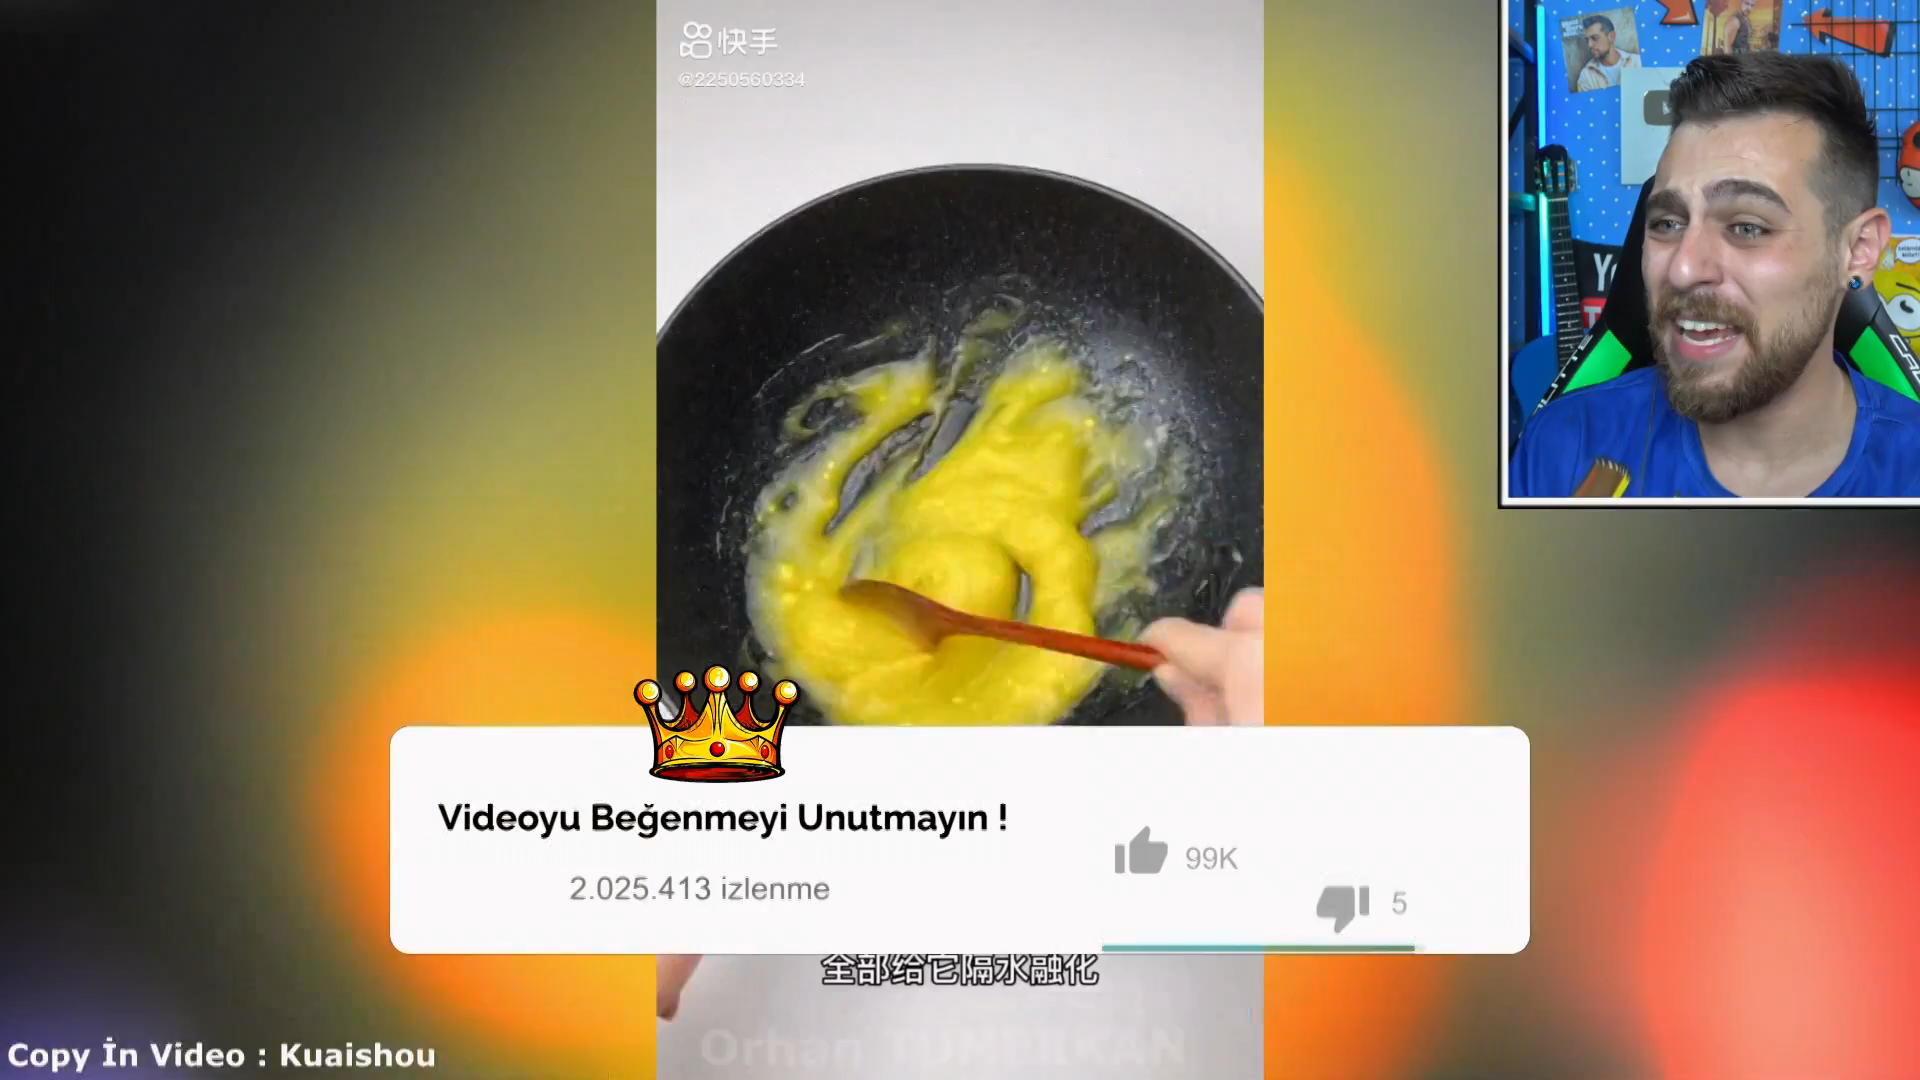 快手
@2250560334
Videoyu Beğenmeyi Unutmayın !
2.025.413 izlenme
99K
5
全部给它隔水融化
Copy İn Video : Kuaishou